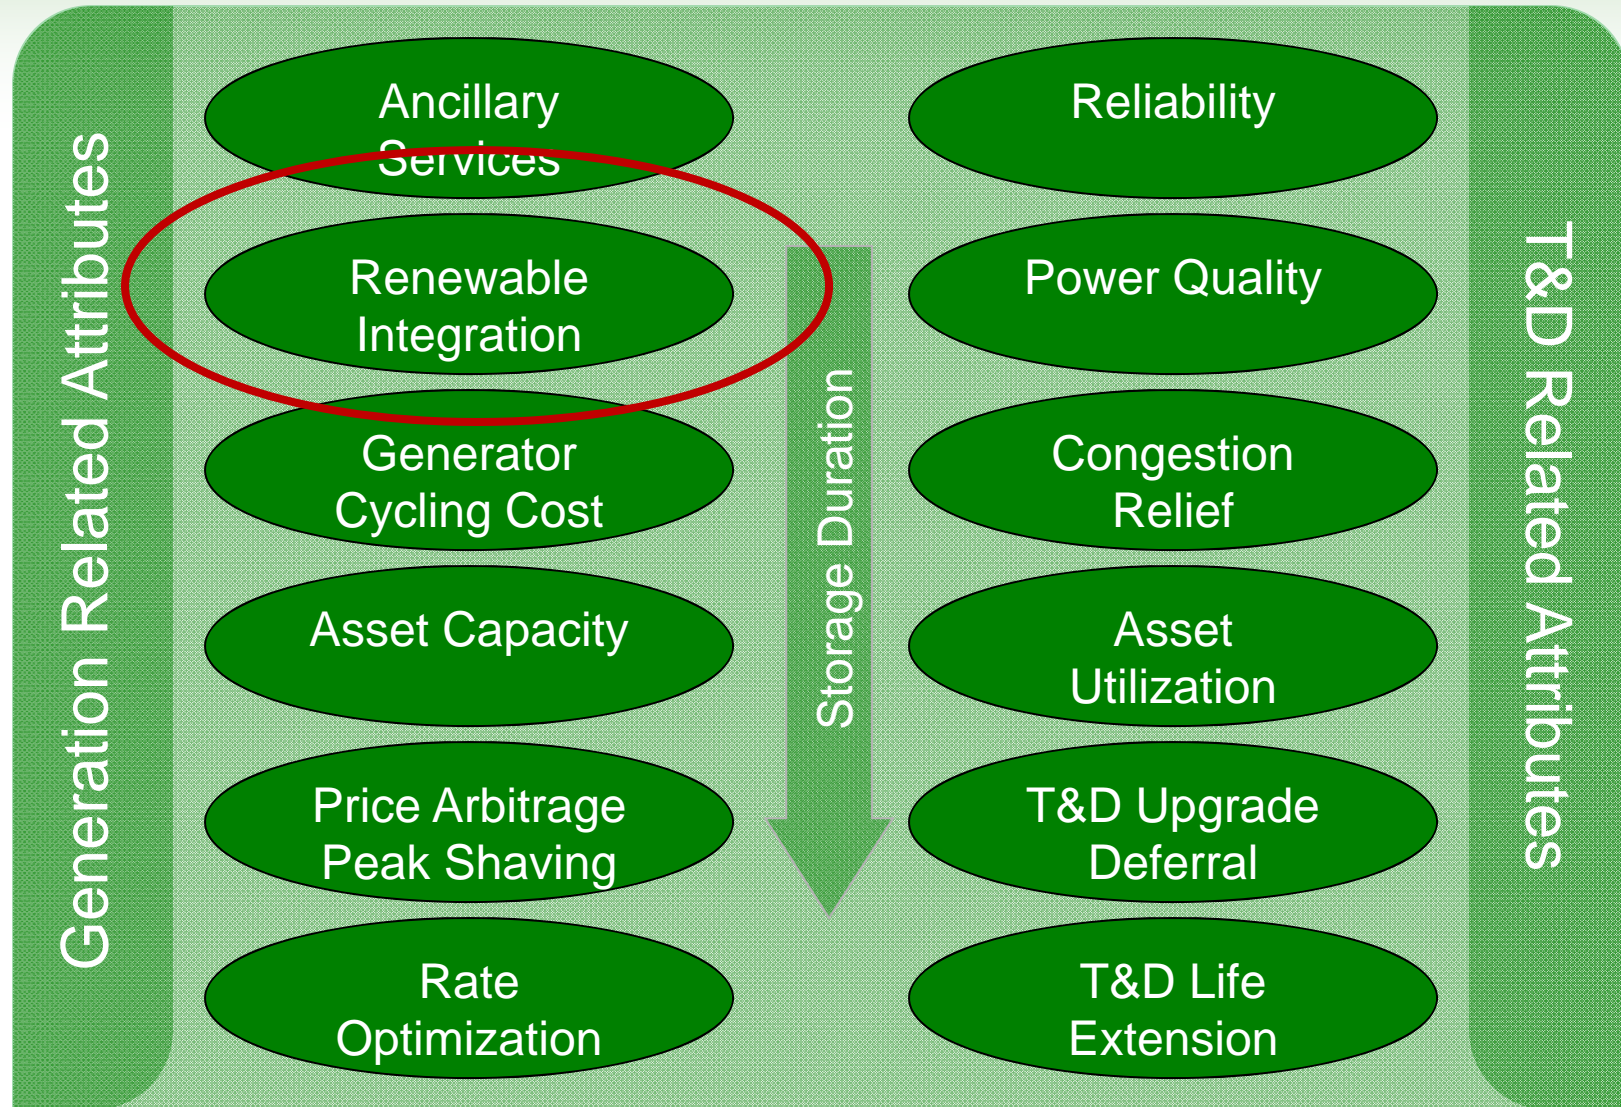 Generation Related Attributes
Ancillary
Services
Renewable
Integration
Generator
Cycling Cost
Asset Capacity
Price Arbitrage
Peak Shaving
Rate
Optimization
Storage Duration
Reliability
Power Quality
Congestion
Relief
Asset
Utilization
T&D Upgrade
Deferral
T&D Life
Extension
T&D Related Attributes